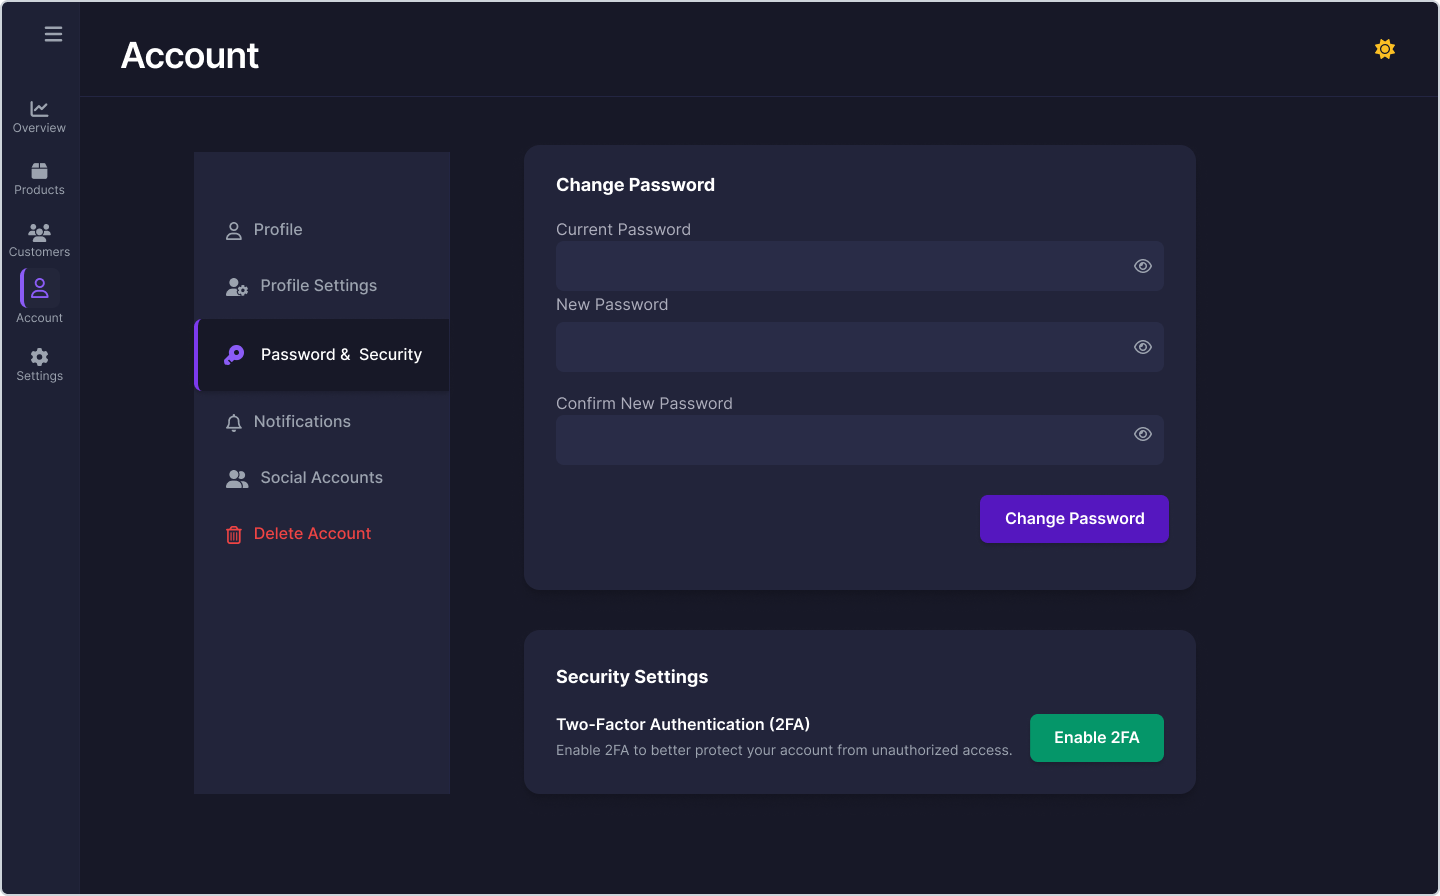 Account
Overview
Products
Customers
Account
Settings
Profile
Profile Settings
Password &  Security
Notifications
Social Accounts
Delete Account
Change Password
Current Password
New Password
Confirm New Password
Change Password
Security Settings
Two-Factor Authentication (2FA)
Enable 2FA to better protect your account from unauthorized access.
Enable 2FA